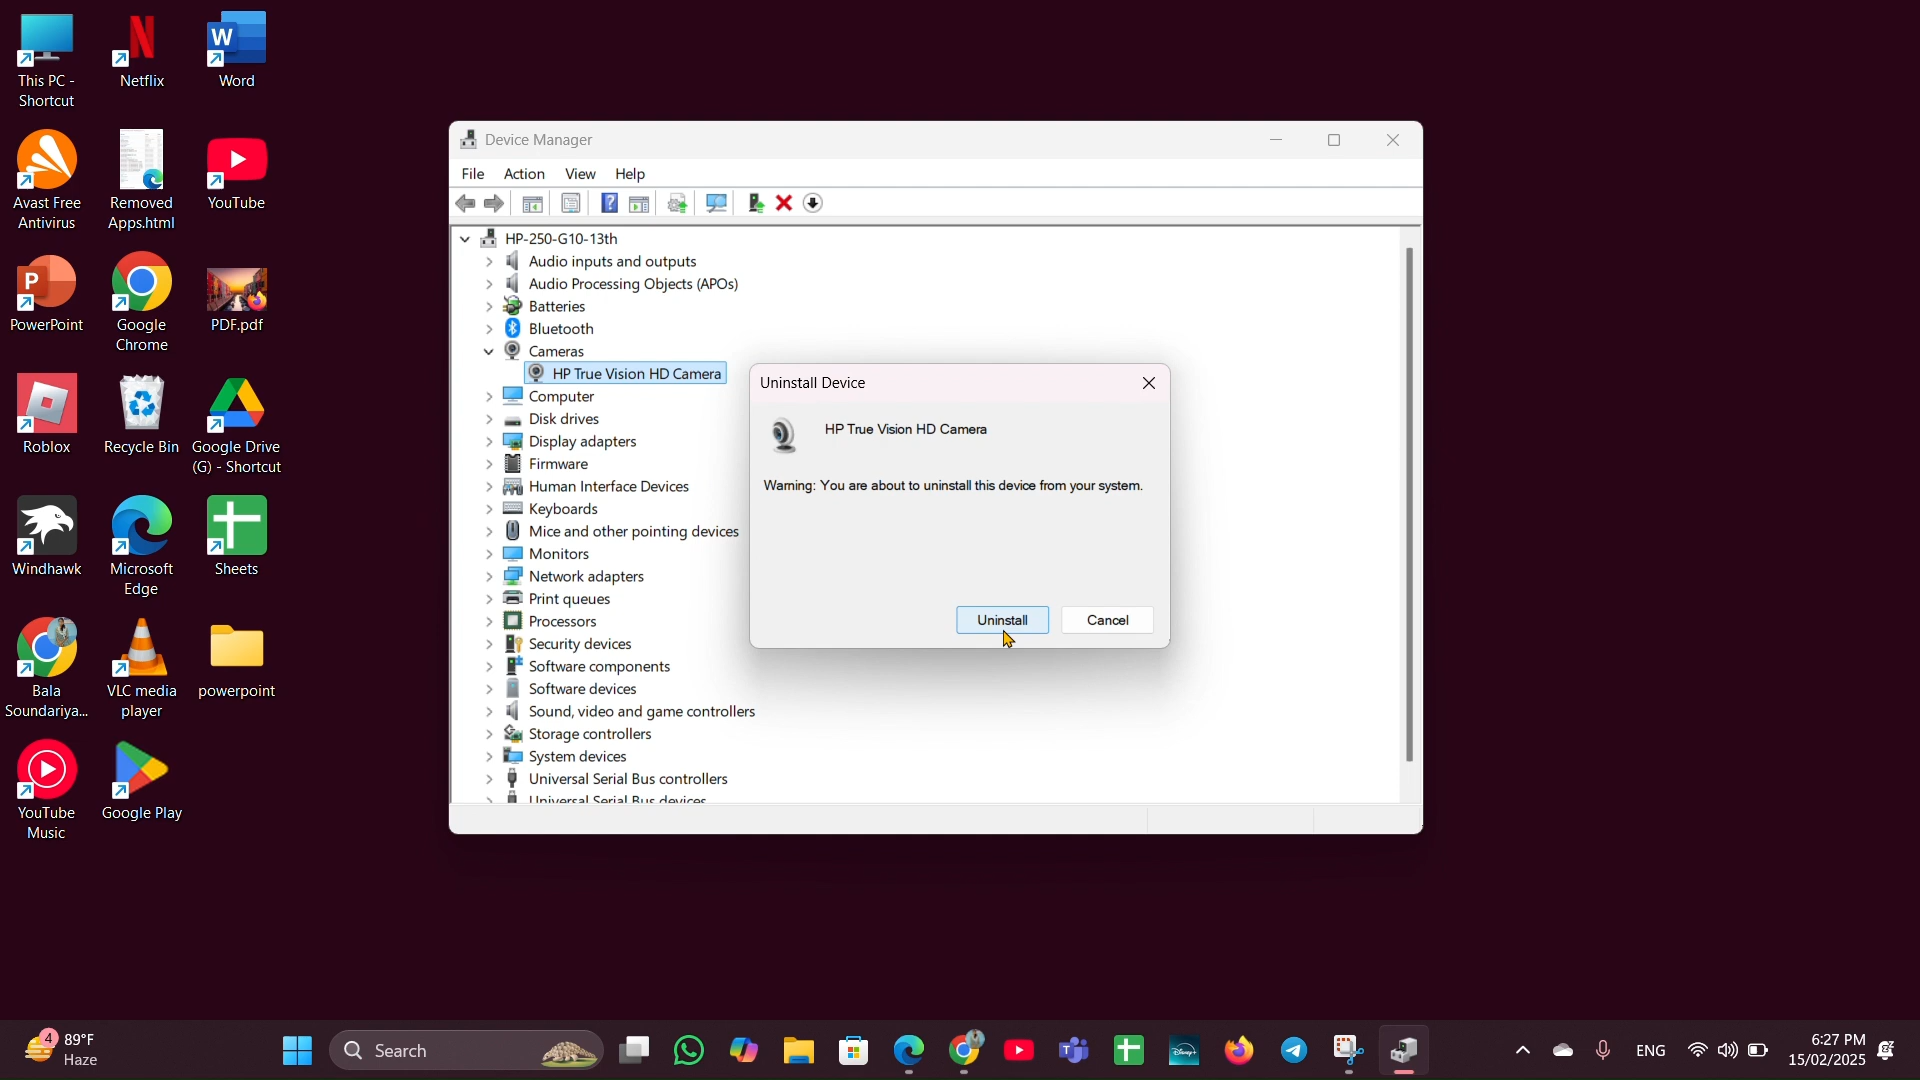 This PC -
Shortcut
Netflix
Word
Avast Free
Antivirus
Removed
Apps.html
YouTube
PowerPoint
Google
Chrome
PDF.pdf
Roblox
Recycle Bin
Google Drive
(G) - Shortcut
Windhawk
Microsoft
Edge
Sheets
Bala
Soundariya...
VLC media
player
powerpoint
YouTube
Music
Google Play
Device Manager
File Action View Help
HP-250-G10-13th
Audio inputs and outputs
Audio Processing Objects (APOs)
Batteries
Bluetooth
Cameras
HP True Vision HD Camera
Computer
Disk drives
Display adapters
Firmware
Human Interface Devices
Keyboards
Mice and other pointing devices
Monitors
Network adapters
Print queues
Processors
Security devices
Software components
Software devices
Sound, video and game controllers
Storage controllers
System devices
Universal Serial Bus controllers
Universal Serial Bus devices
Uninstall Device
HP True Vision HD Camera
Warning: You are about to uninstall this device from your system.
Uninstall
Cancel
4
89°F
Haze
Search
ENG
6:27 PM
15/02/2025